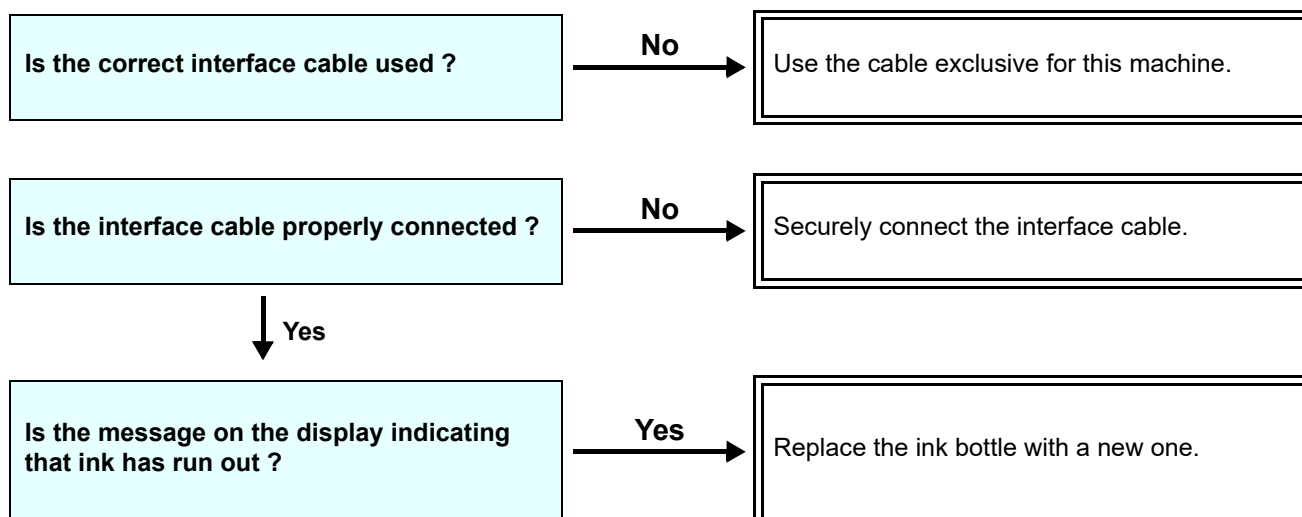 Is the correct interface cable used ?
No
Use the cable exclusive for this machine.
Is the interface cable properly connected ?
No
Securely connect the interface cable.
Yes
Is the message on the display indicating
that ink has run out ?
Yes
Replace the ink bottle with a new one.